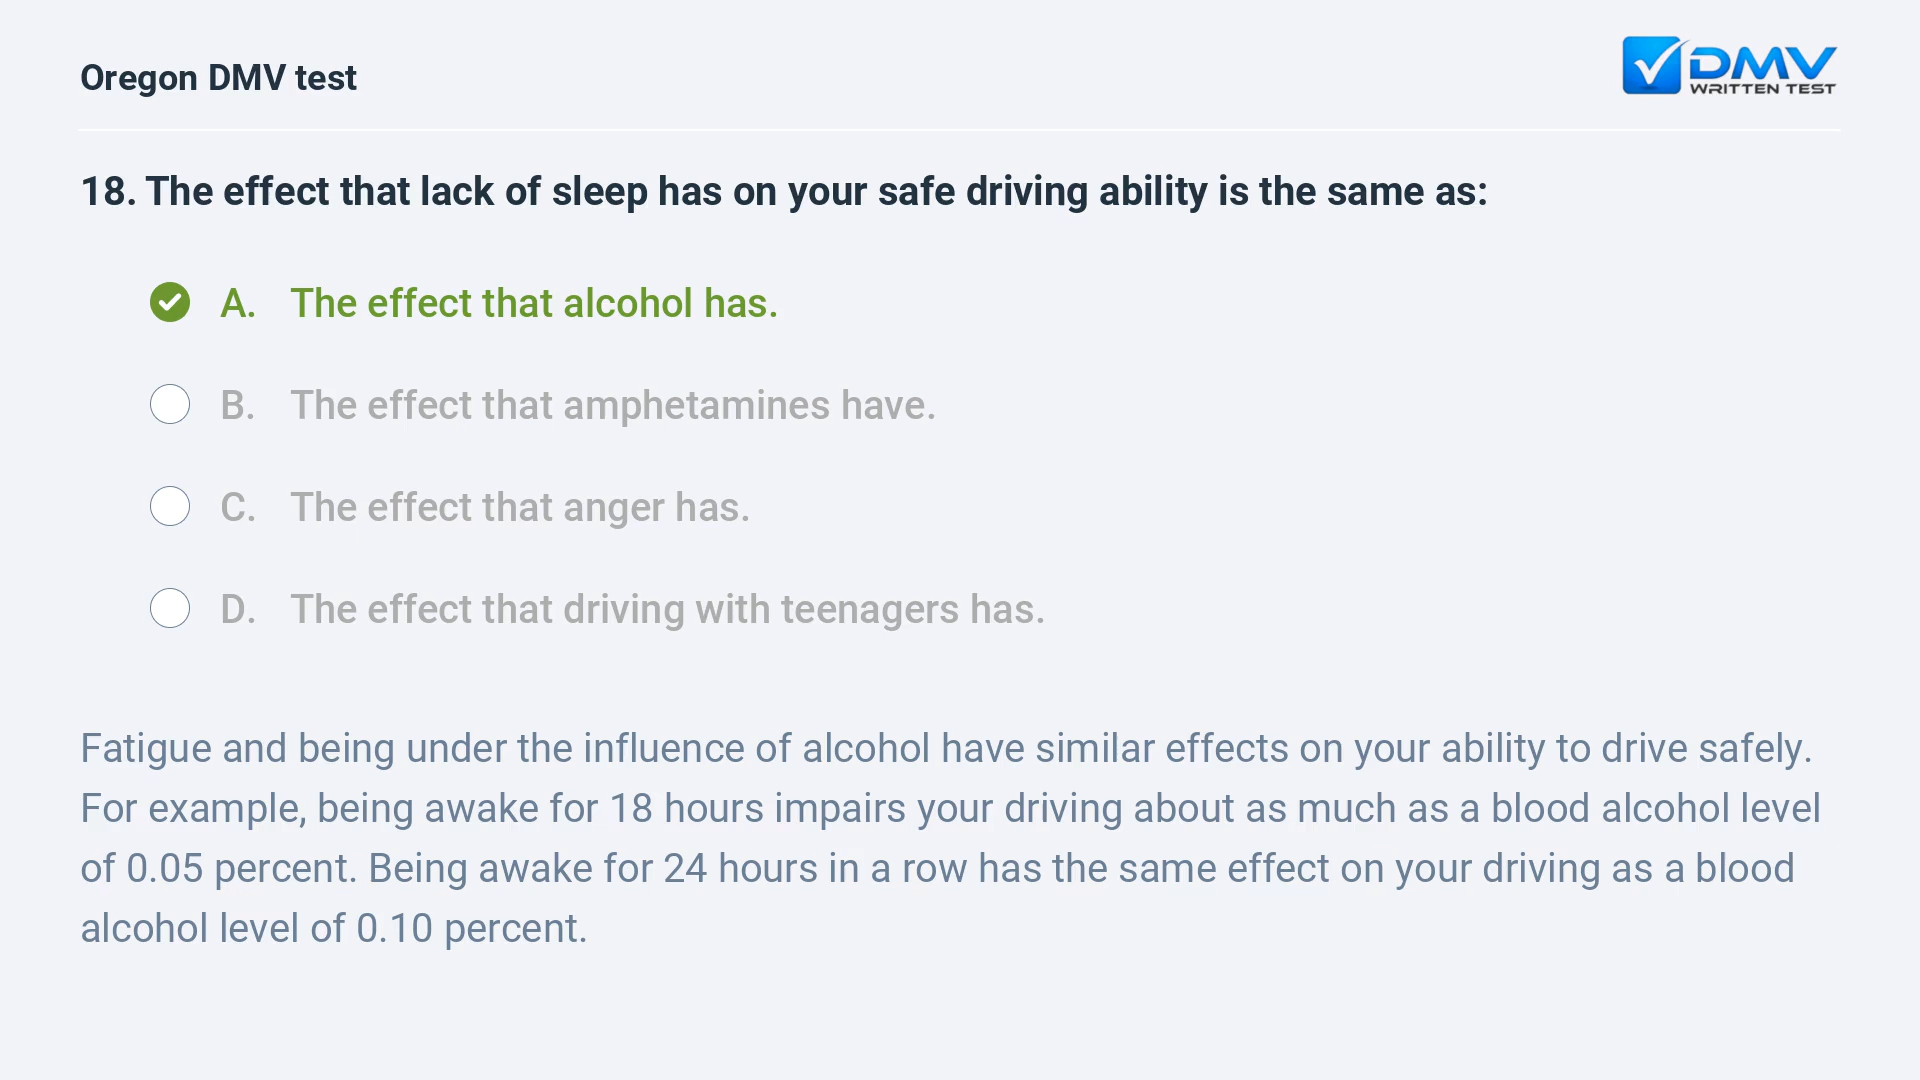 Oregon DMV test
DMV
WRITTEN TEST
18. The effect that lack of sleep has on your safe driving ability is the same as:
A. The effect that alcohol has.
B. The effect that amphetamines have.
C. The effect that anger has.
D. The effect that driving with teenagers has.
Fatigue and being under the influence of alcohol have similar effects on your ability to drive safely.
For example, being awake for 18 hours impairs your driving about as much as a blood alcohol level
of 0.05 percent. Being awake for 24 hours in a row has the same effect on your driving as a blood
alcohol level of 0.10 percent.